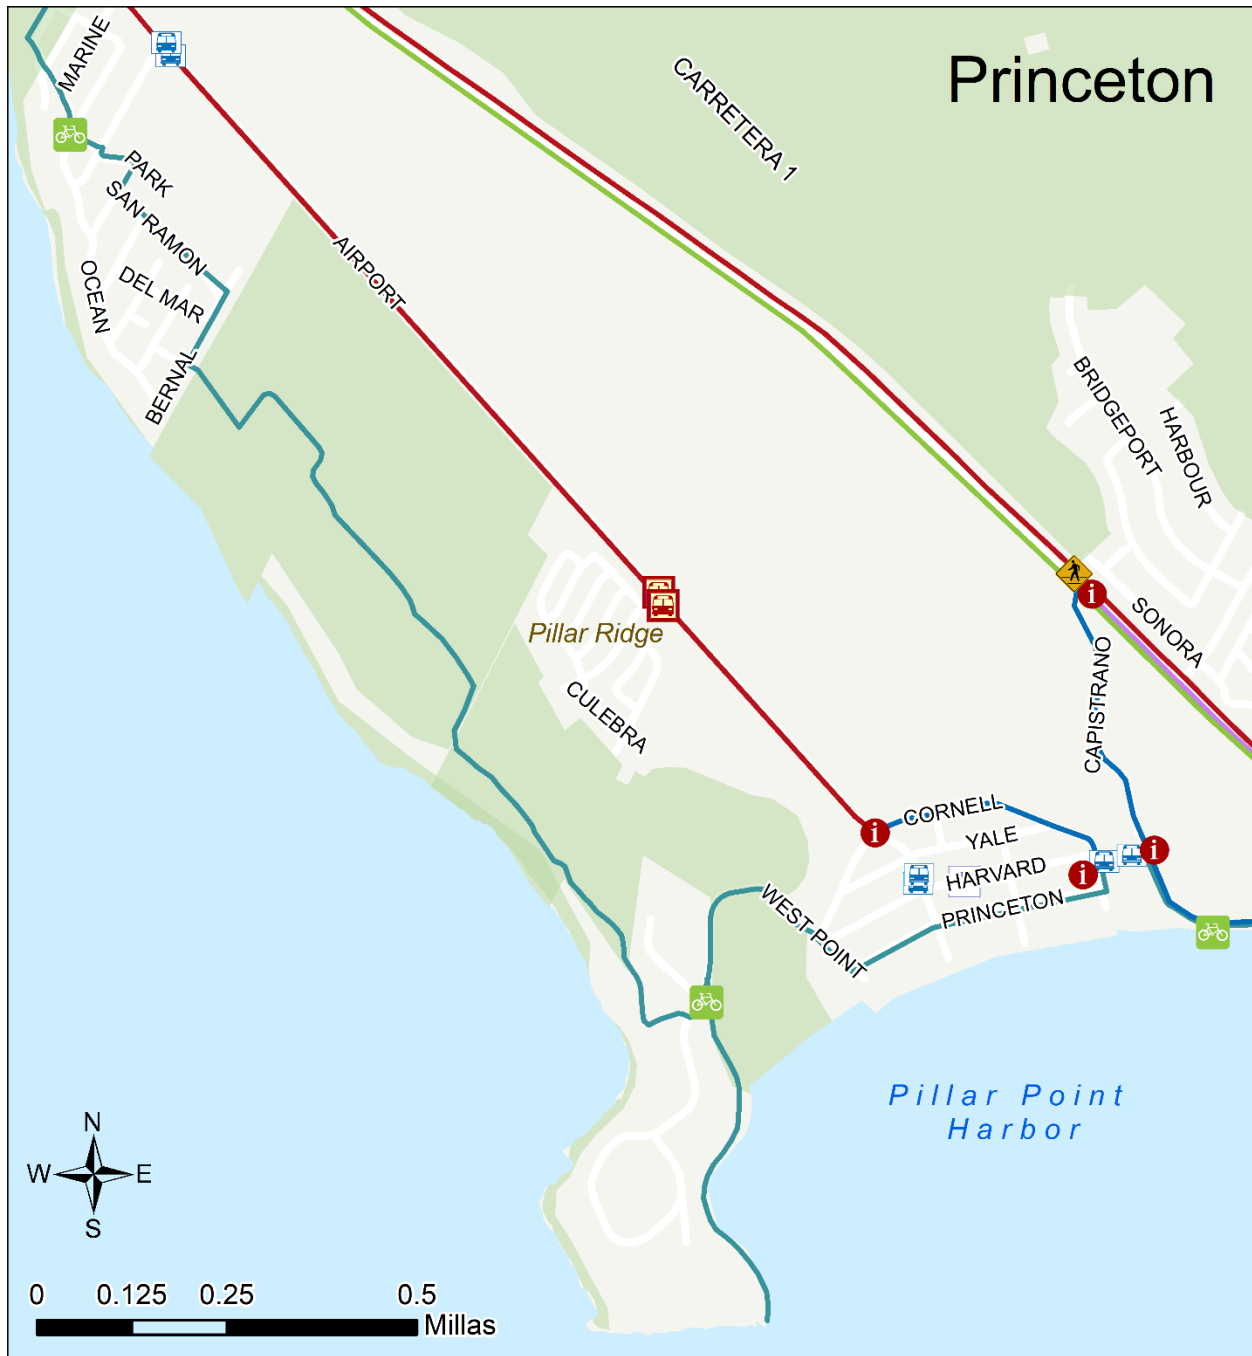 Princeton
MARINE
CARRETERA 1
PARK
SAN RAMON
AIRPORT
DEL MAR
OCEAN
BERNAL
BRIDGEPORT
HARBOUR
i
SONORA
Pillar Ridge
CAPISTRANO
CULEBRA
CORNELL
i
YALE
i
HARVARD
i
PRINCETON
WEST POINT
Pillar Point
Harbor
N
W E
S
0 0.125 0.25 0.5
Millas